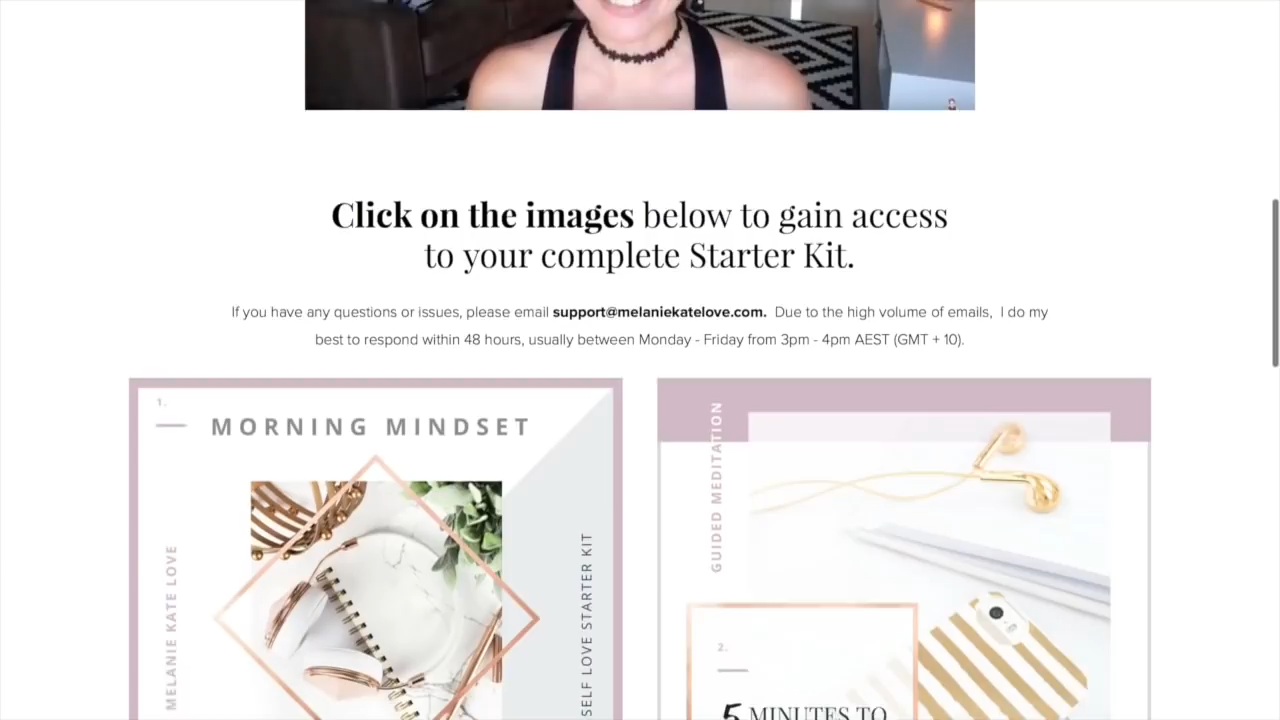 Click on the images below to gain access
to your complete Starter Kit.
If you have any questions or issues, please email support@melaniekatelove.com. Due to the high volume of emails, I do my
best to respond within 48 hours, usually between Monday - Friday from 3pm - 4pm AEST (GMT + 10).
1.
MORNING MINDSET
MELANIE KATE LOVE
SELF LOVE STARTER KIT
GUIDED MEDITATION
2.
5 MINUTES TO